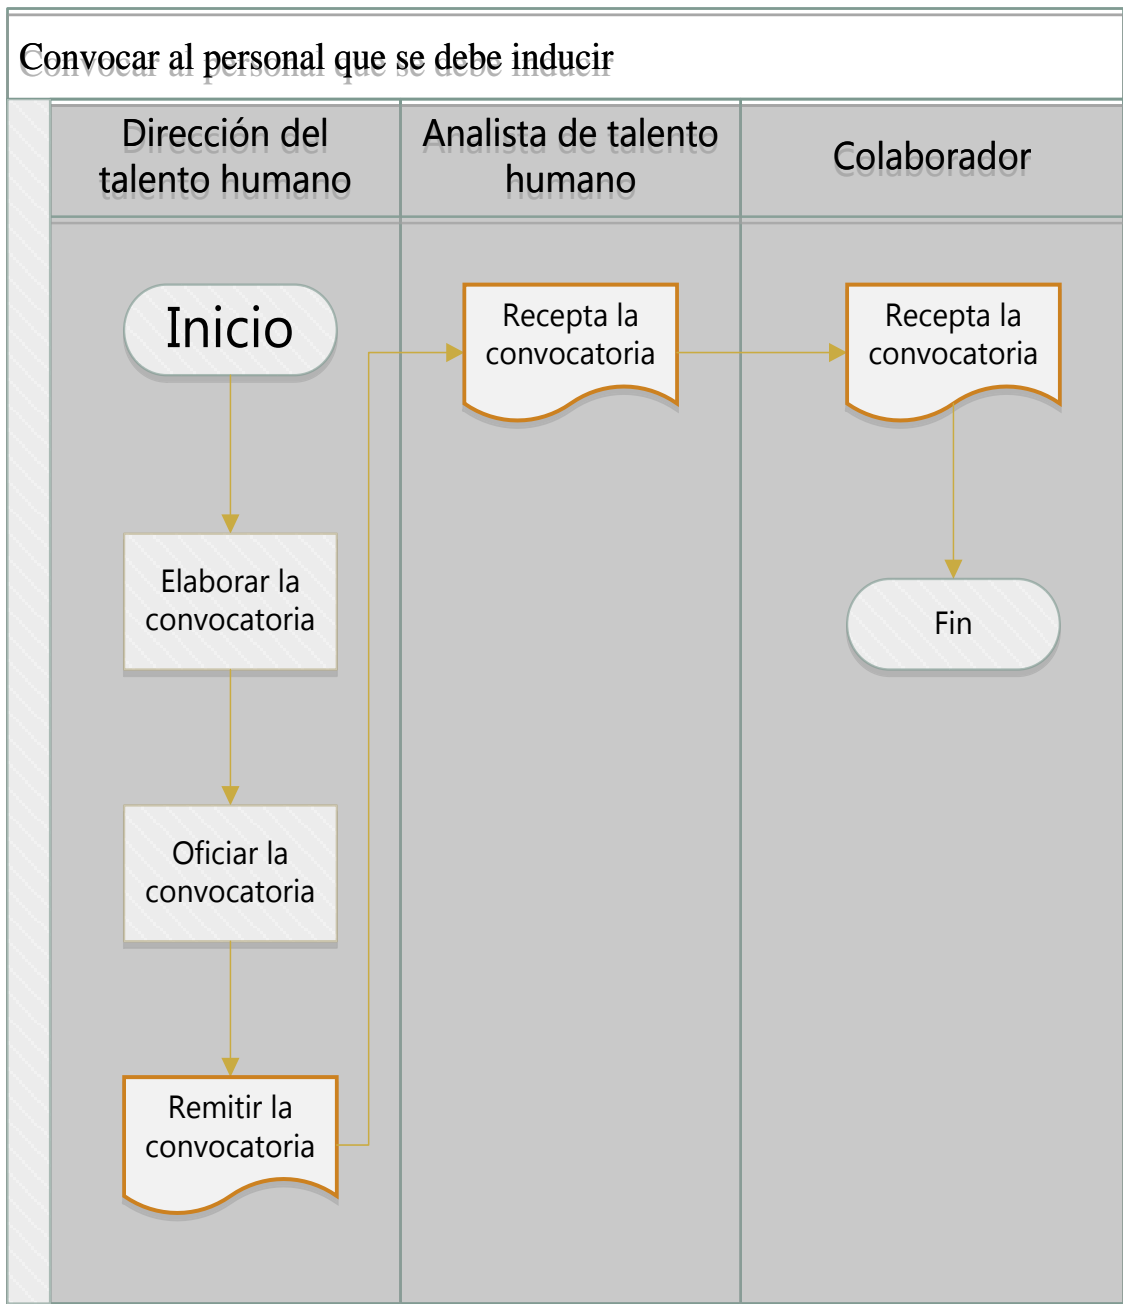 Convocar al personal que se debe inducir
Dirección del
talento humano
Analista de talento
humano
Colaborador
Inicio
Elaborar la
convocatoria
Oficiar la
convocatoria
Remitir la
convocatoria
Recepta la
convocatoria
Recepta la
convocatoria
Fin